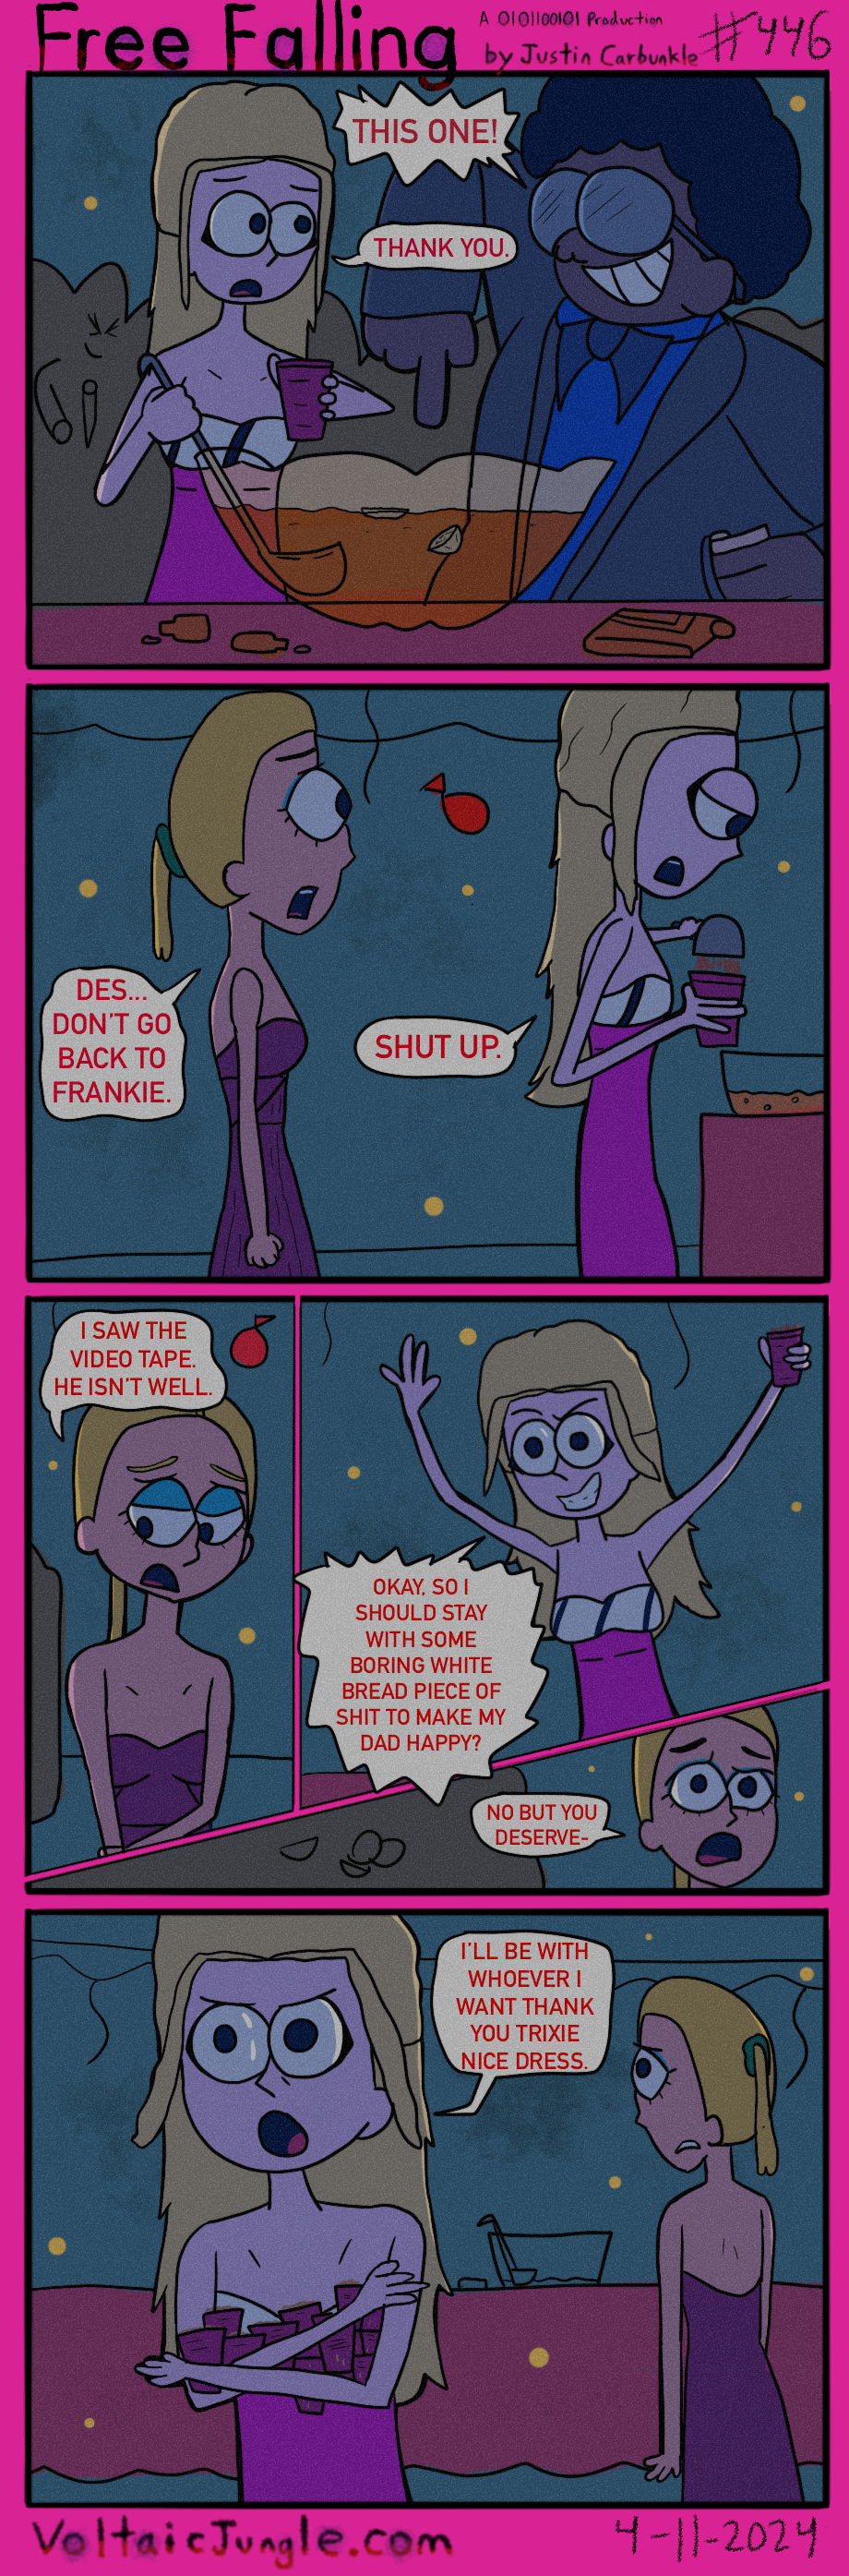 Free Falling
A 0101100101 Production
by Justin Carbunkle
#446
THIS ONE!
THANK YOU.
DES...
DON'T GO
BACK TO
FRANKIE.
SHUT UP.
I SAW THE
VIDEO TAPE.
HE ISN'T WELL.
OKAY, SO I
SHOULD STAY
WITH SOME
BORING WHITE
BREAD PIECE OF
SHIT TO MAKE MY
DAD HAPPY?
NO BUT YOU
DESERVE-
I'LL BE WITH
WHOEVER I
WANT THANK
YOU TRIXIE
NICE DRESS.
VoltaicJungle.com
4-11-2024